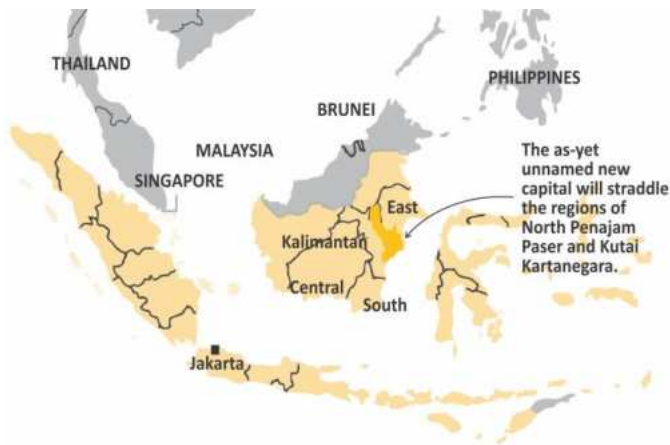 THAILAND
PHILIPPINES
BRUNEI
MALAYSIA
SINGAPORE
The as-yet
unnamed new
capital will straddle
the regions of
North Penajam
Paser and Kutai
Kartanegara.
East
Kalimantan
Central
South
Jakarta